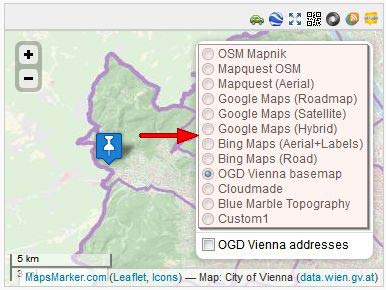 +
-
OSM Mapnik
Mapquest OSM
Mapquest (Aerial)
Google Maps (Roadmap)
Google Maps (Satellite)
Google Maps (Hybrid)
Bing Maps (Aerial+Labels)
Bing Maps (Road)
OGD Vienna basemap
Cloudmade
Blue Marble Topography
Custom1
OGD Vienna addresses
5 km
3
MapsMarker.com (Leaflet, Icons) — Map: City of Vienna (data.wien.gv.at)